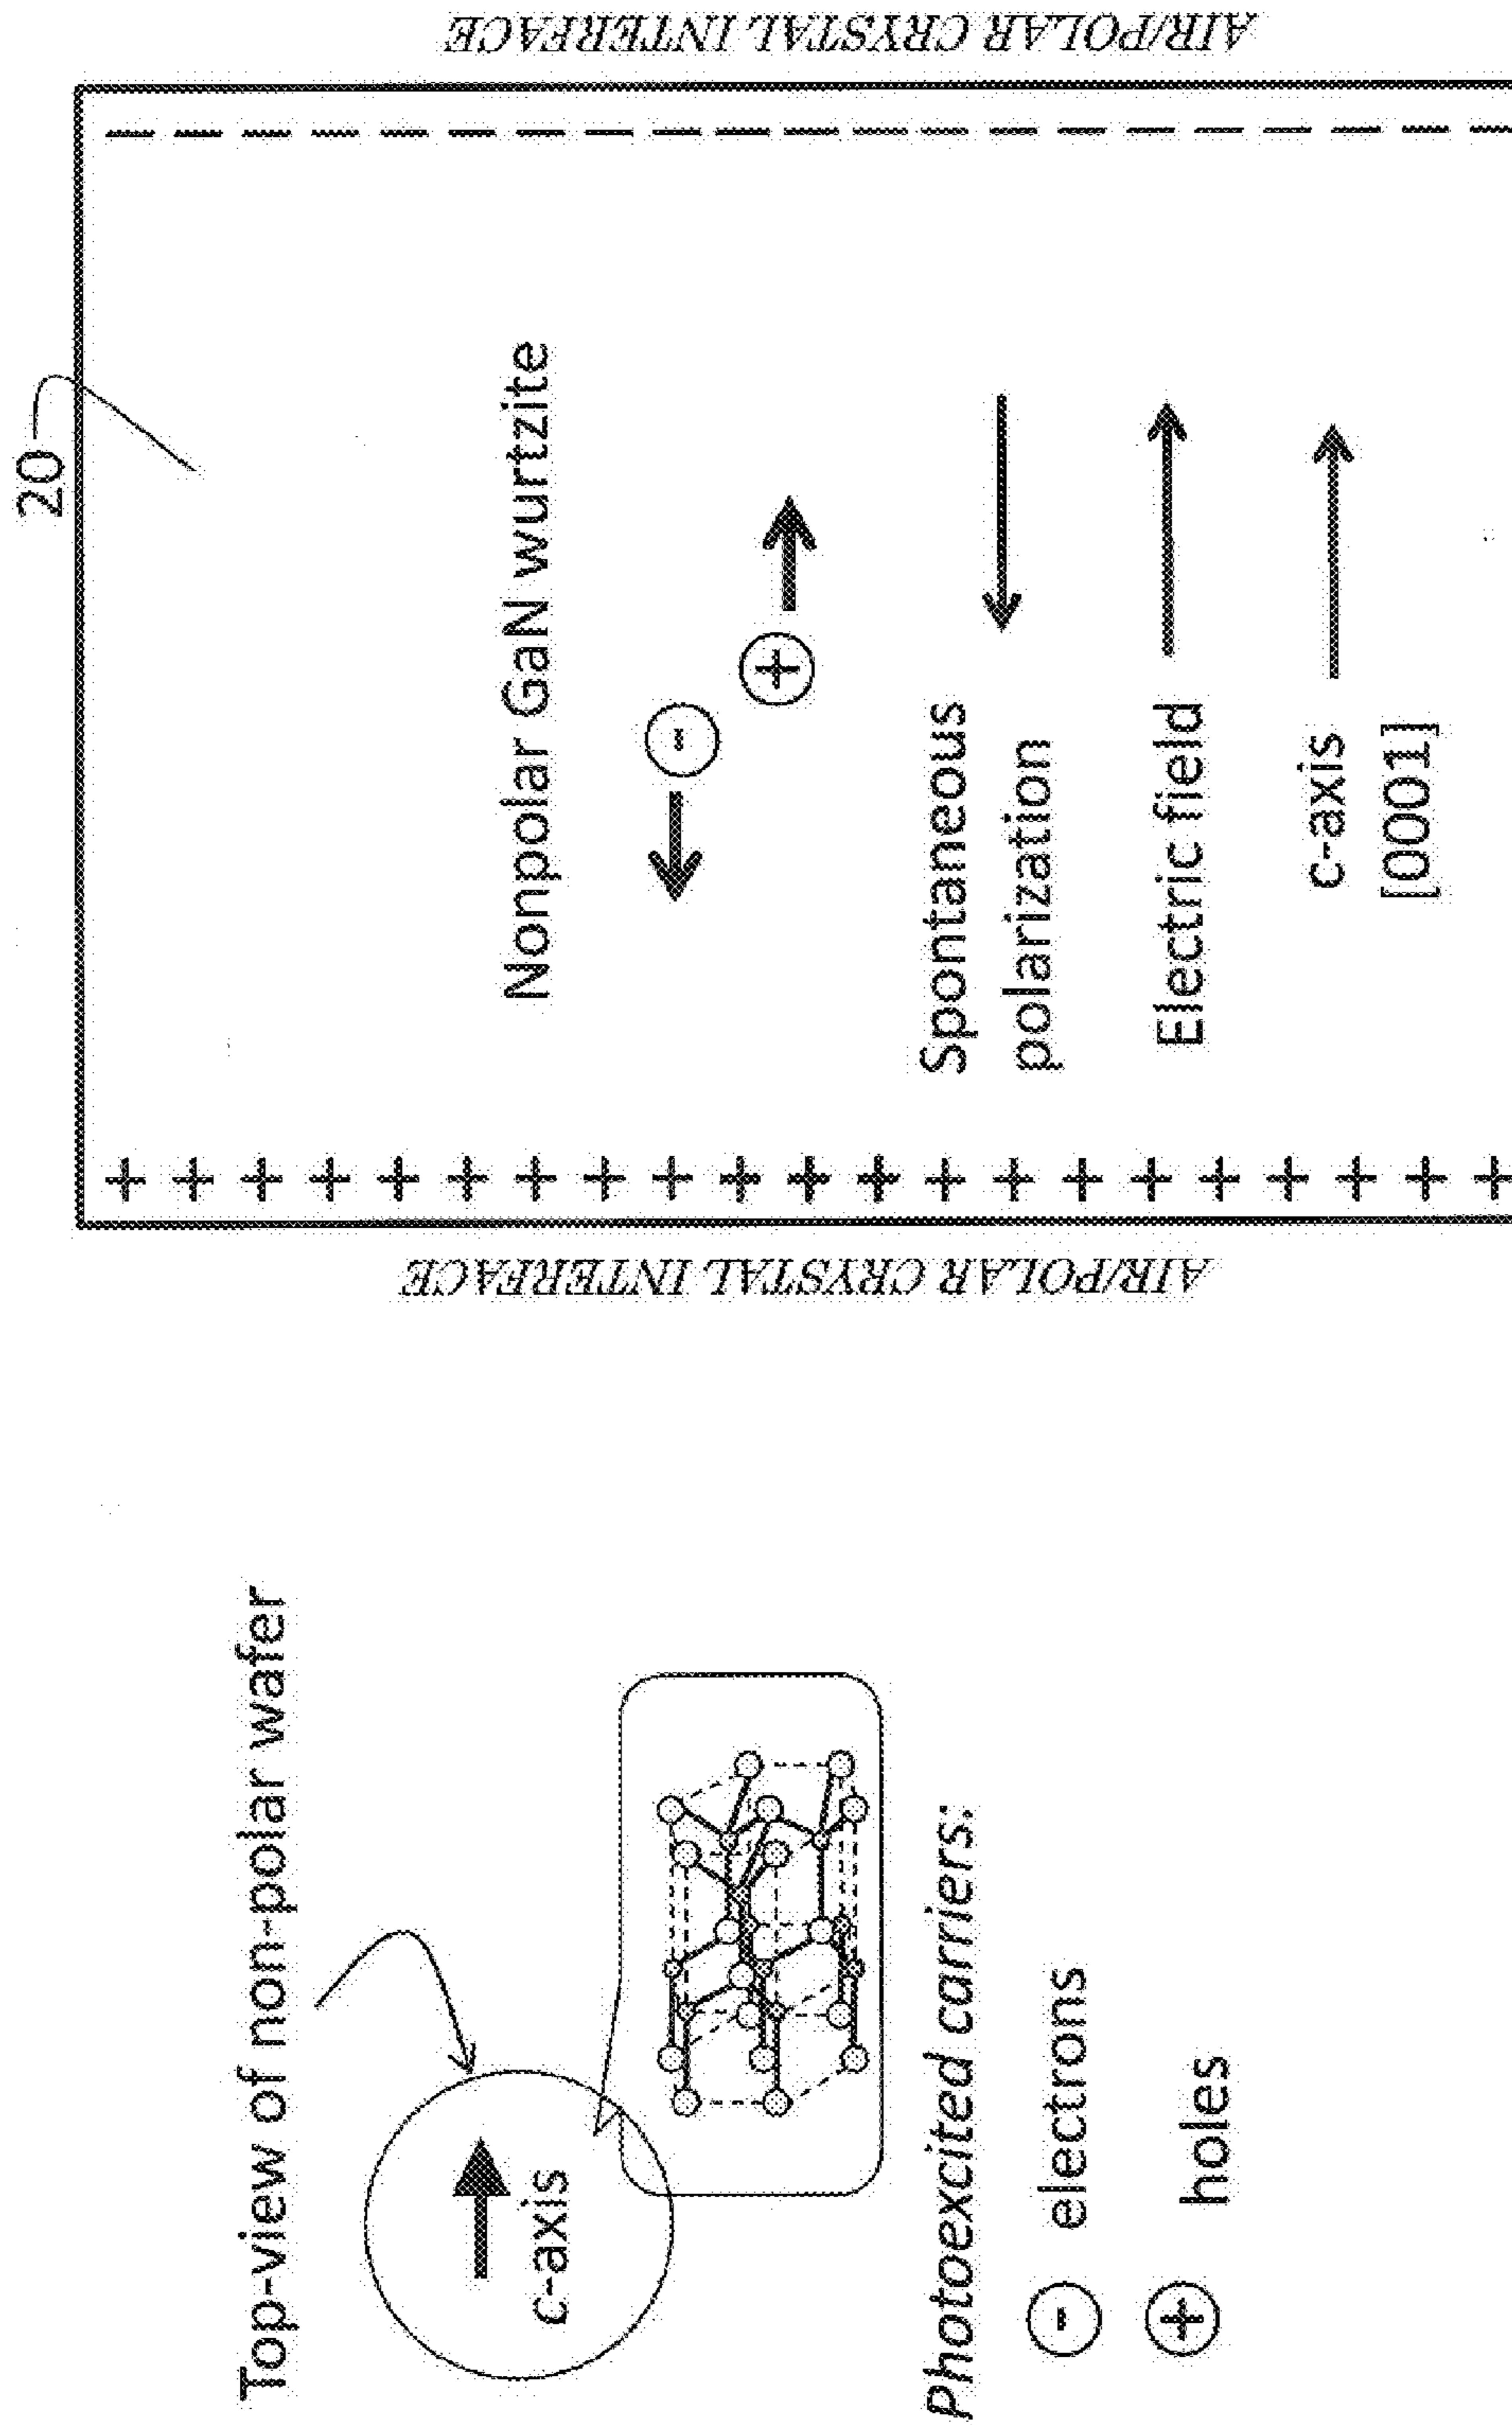 Top-view of non-polar wafer
c-axis
Photoexcited carriers:
- electrons
+ holes
AIR/POLAR CRYSTAL INTERFACE
+ + + + + + + + + + + + + + + + + + + + +
20
Nonpolar GaN wurtzite
-
+
Spontaneous
polarization
Electric field
c-axis
[0001]
– – – – – – – – – – – – – – – – – – – – –
AIR/POLAR CRYSTAL INTERFACE